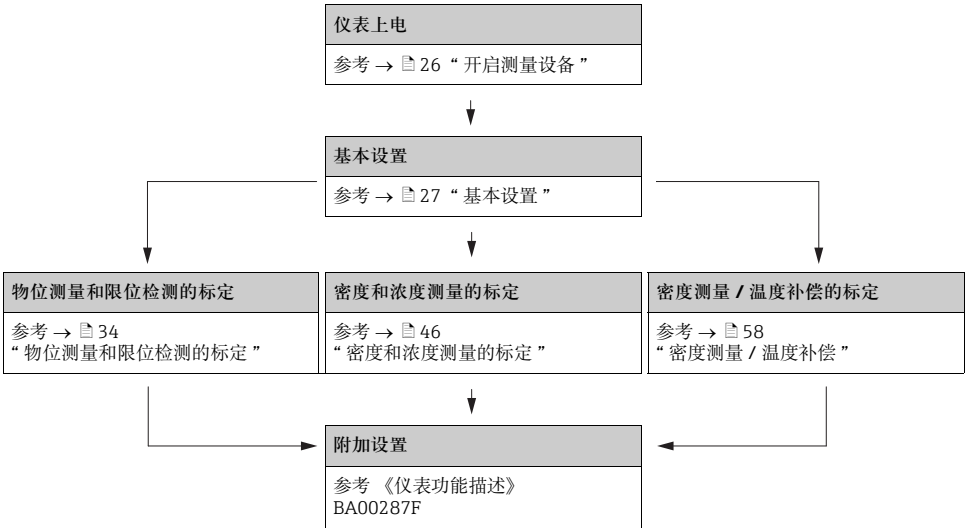 仪表上电
参考 → 26 “ 开启测量设备 ”
基本设置
参考 → 27 “ 基本设置 ”
物位测量和限位检测的标定
参考 → 34
“ 物位测量和限位检测的标定 ”
密度和浓度测量的标定
参考 → 46
“ 密度和浓度测量的标定 ”
密度测量 / 温度补偿的标定
参考 → 58
“ 密度测量 / 温度补偿 ”
附加设置
参考 《仪表功能描述》
BA00287F